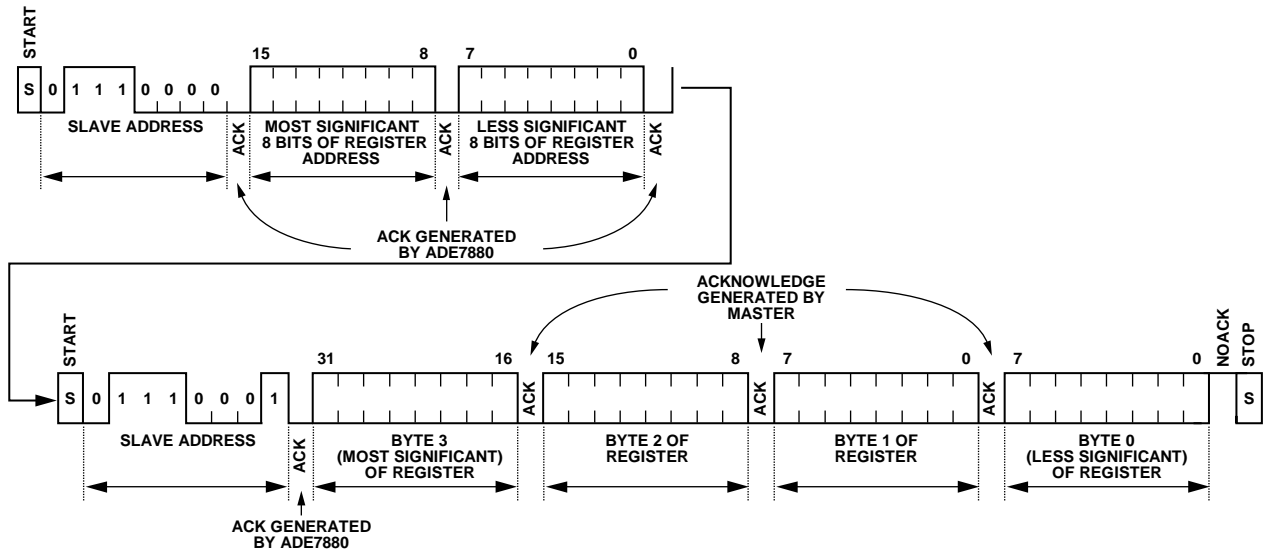 START
15 8 7 0
S 0 1 1 1 0 0 0 0
SLAVE ADDRESS
ACK
MOST SIGNIFICANT
8 BITS OF REGISTER
ADDRESS
ACK
LESS SIGNIFICANT
8 BITS OF REGISTER
ADDRESS
ACK
ACK GENERATED
BY ADE7880
ACKNOWLEDGE
GENERATED BY
MASTER
START
31 16 15 8 7 0 7 0
NOACK
STOP
S 0 1 1 1 0 0 0 1
S
SLAVE ADDRESS
ACK
BYTE 3
(MOST SIGNIFICANT)
OF REGISTER
ACK
BYTE 2 OF
REGISTER
ACK
BYTE 1 OF
REGISTER
ACK
BYTE 0
(LESS SIGNIFICANT)
OF REGISTER
ACK GENERATED
BY ADE7880